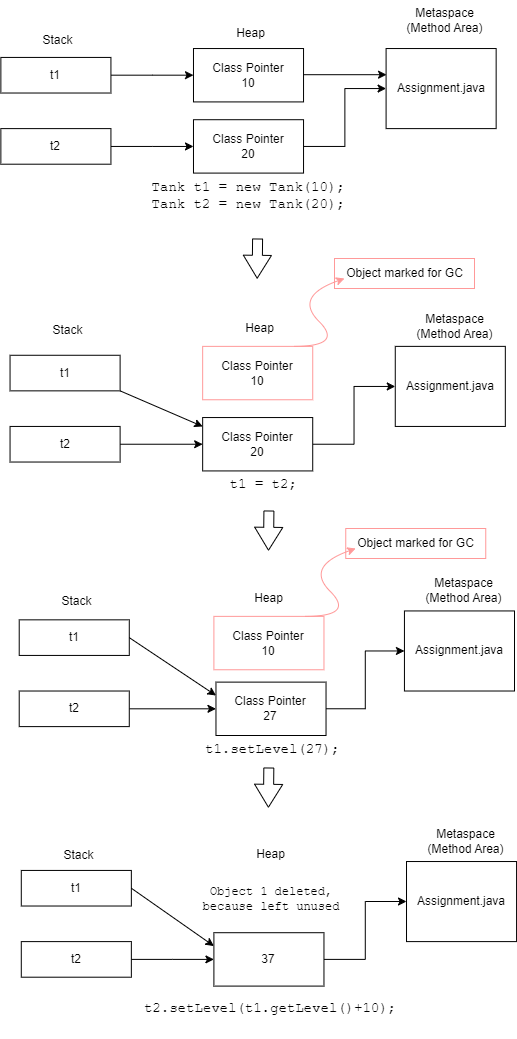 Metaspace
(Method Area)
Stack
Heap
t1
Class Pointer
10
Assignment.java
t2
Class Pointer
20
Tank t1 = new Tank(10);
Tank t2 = new Tank(20);
Object marked for GC
Stack
Heap
Metaspace
(Method Area)
t1
Class Pointer
10
Assignment.java
t2
Class Pointer
20
t1 = t2;
Object marked for GC
Stack
Heap
Metaspace
(Method Area)
t1
Class Pointer
10
Assignment.java
t2
Class Pointer
27
t1.setLevel(27);
Metaspace
(Method Area)
Stack
Heap
t1
Object 1 deleted,
because left unused
Assignment.java
t2
37
t2.setLevel(t1.getLevel()+10);